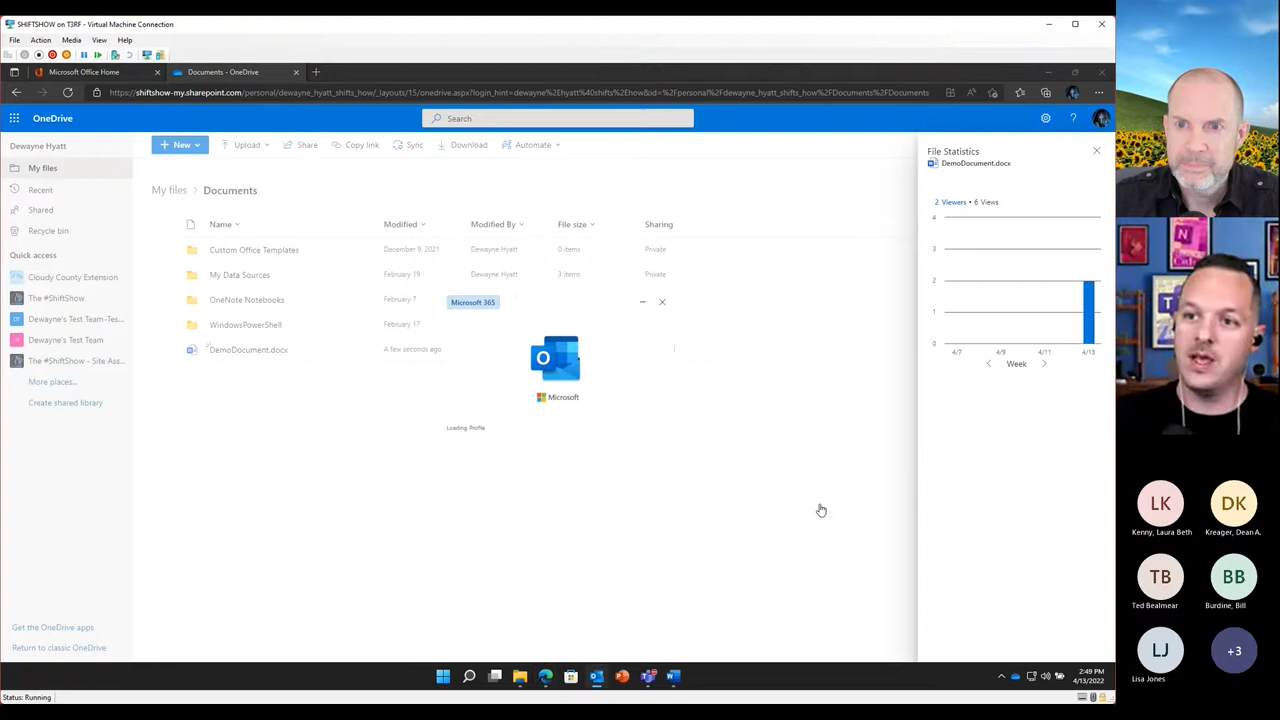 SHIFTSHOW on T3RF - Virtual Machine Connection
File Action Media View Help
Microsoft Office Home
Documents - OneDrive
https://shiftshow-my.sharepoint.com/personal/dewayne_hyatt_shifts_how/_layouts/15/onedrive.aspx?login_hint=dewayne%2Ehyatt%40shifts%2Ehow&id=%2Fpersonal%2Fdewayne_hyatt_shifts_how%2FDocuments%2FDocuments
OneDrive
Search
Dewayne Hyatt
New Upload Share Copy link Sync Download Automate
My files
Recent
Shared
Recycle bin
Quick access
Cloudy County Extension
The #ShiftShow
Dewayne's Test Team-Tes...
Dewayne's Test Team
The #ShiftShow - Site Ass...
More places...
Create shared library
Get the OneDrive apps
Return to classic OneDrive
My files > Documents
Name Modified Modified By File size Sharing
Custom Office Templates December 9, 2021 Dewayne Hyatt 0 items Private
My Data Sources February 19 Dewayne Hyatt 3 items Private
OneNote Notebooks February 7
WindowsPowerShell February 17
DemoDocument.docx A few seconds ago
Microsoft 365
O
Microsoft
Loading Profile
File Statistics
DemoDocument.docx
2 Viewers • 6 Views
4
3
2
1
0
4/7 4/9 4/11 4/13
Week
2:49 PM
4/13/2022
Status: Running
LK
Kenny, Laura Beth
DK
Kreager, Dean A.
TB
Ted Bealmear
BB
Burdine, Bill
LJ
Lisa Jones
+3